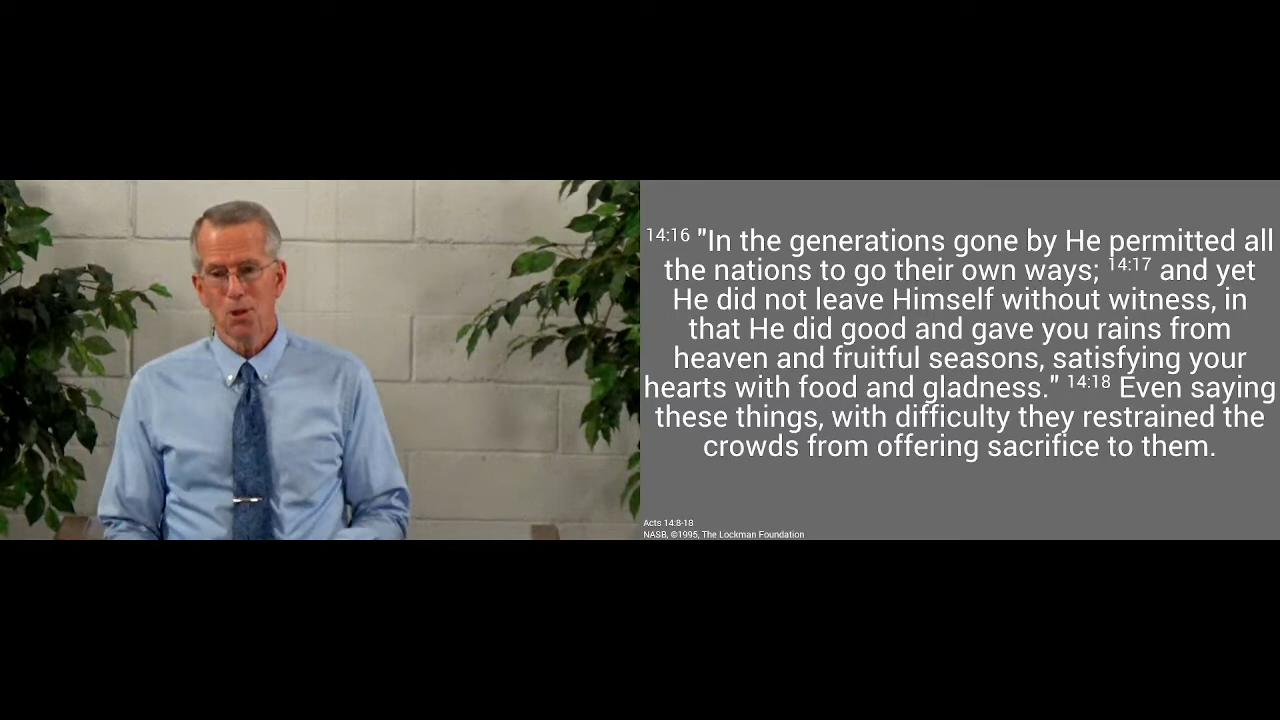 14:16 "In the generations gone by He permitted all
the nations to go their own ways; 14:17 and yet
He did not leave Himself without witness, in
that He did good and gave you rains from
heaven and fruitful seasons, satisfying your
hearts with food and gladness." 14:18 Even saying
these things, with difficulty they restrained the
crowds from offering sacrifice to them.
Acts 14:8-18
NASB, ©1995, The Lockman Foundation